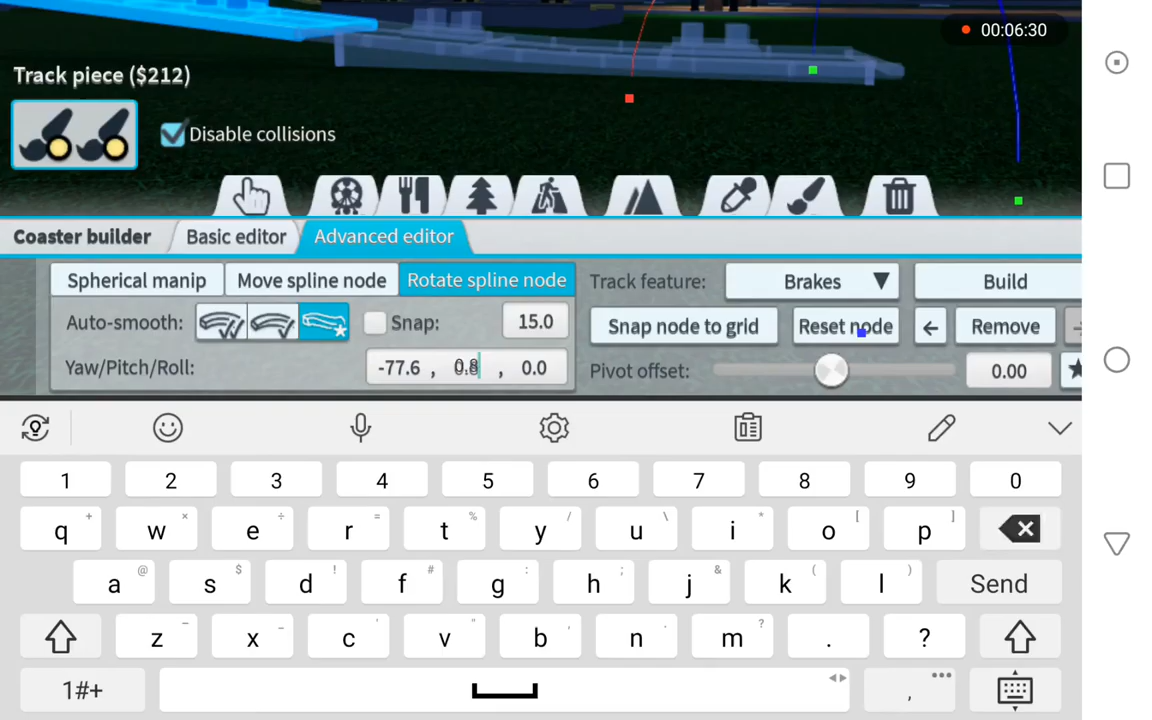 00:06:30
Track piece ($212)
Disable collisions
Coaster builder Basic editor Advanced editor
Spherical manip Move spline node Rotate spline node Track feature: Brakes ▼ Build
Auto-smooth: Snap: 15.0 Snap node to grid Reset node ← Remove
Yaw/Pitch/Roll: -77.6 , 0.8 , 0.0 Pivot offset: 0.00
1 2 3 4 5 6 7 8 9 0
q + w × e ÷ r = t % y / u \ i * o [ p ]
a @ s $ d ! f # g : h ; j & k ( l ) Send
z - x _ c ' v " b , n . m ? . ?
1#+ , •••